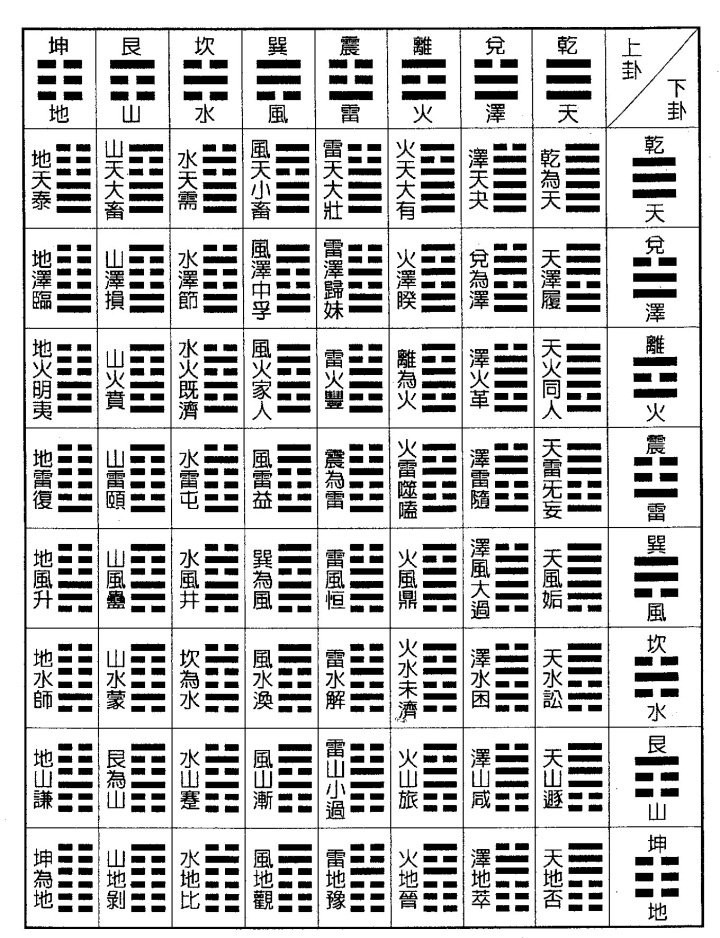 上卦
下卦
乾
天
兌
澤
離
火
震
雷
巽
風
坎
水
艮
山
坤
地
乾
天
乾為天
澤天夬
火天大有
雷天大壯
風天小畜
水天需
山天大畜
地天泰
兌
澤
天澤履
兌為澤
火澤睽
雷澤歸妹
風澤中孚
水澤節
山澤損
地澤臨
離
火
天火同人
澤火革
離為火
雷火豐
風火家人
水火既濟
山火賁
地火明夷
震
雷
天雷无妄
澤雷隨
火雷噬嗑
震為雷
風雷益
水雷屯
山雷頤
地雷復
巽
風
天風姤
澤風大過
火風鼎
雷風恒
巽為風
水風井
山風蠱
地風升
坎
水
天水訟
澤水困
火水未濟
雷水解
風水渙
坎為水
山水蒙
地水師
艮
山
天山遯
澤山咸
火山旅
雷山小過
風山漸
水山蹇
艮為山
地山謙
坤
地
天地否
澤地萃
火地晉
雷地豫
風地觀
水地比
山地剝
坤為地